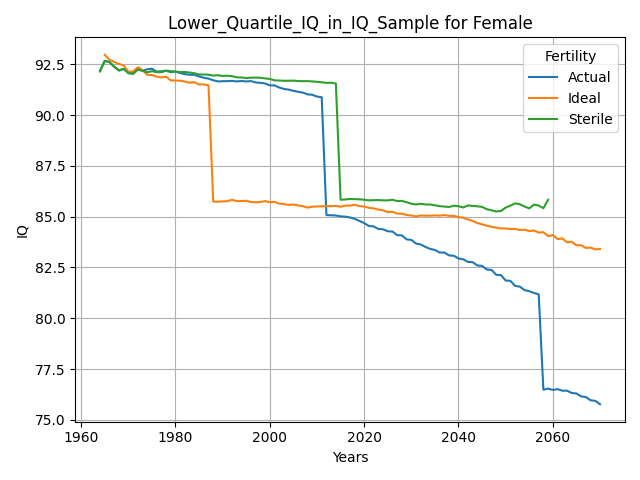 Lower_Quartile_IQ_in_IQ_Sample for Female
IQ
92.5
90.0
87.5
85.0
82.5
80.0
77.5
75.0
Fertility
Actual
Ideal
Sterile
1960 1980 2000 2020 2040 2060
Years